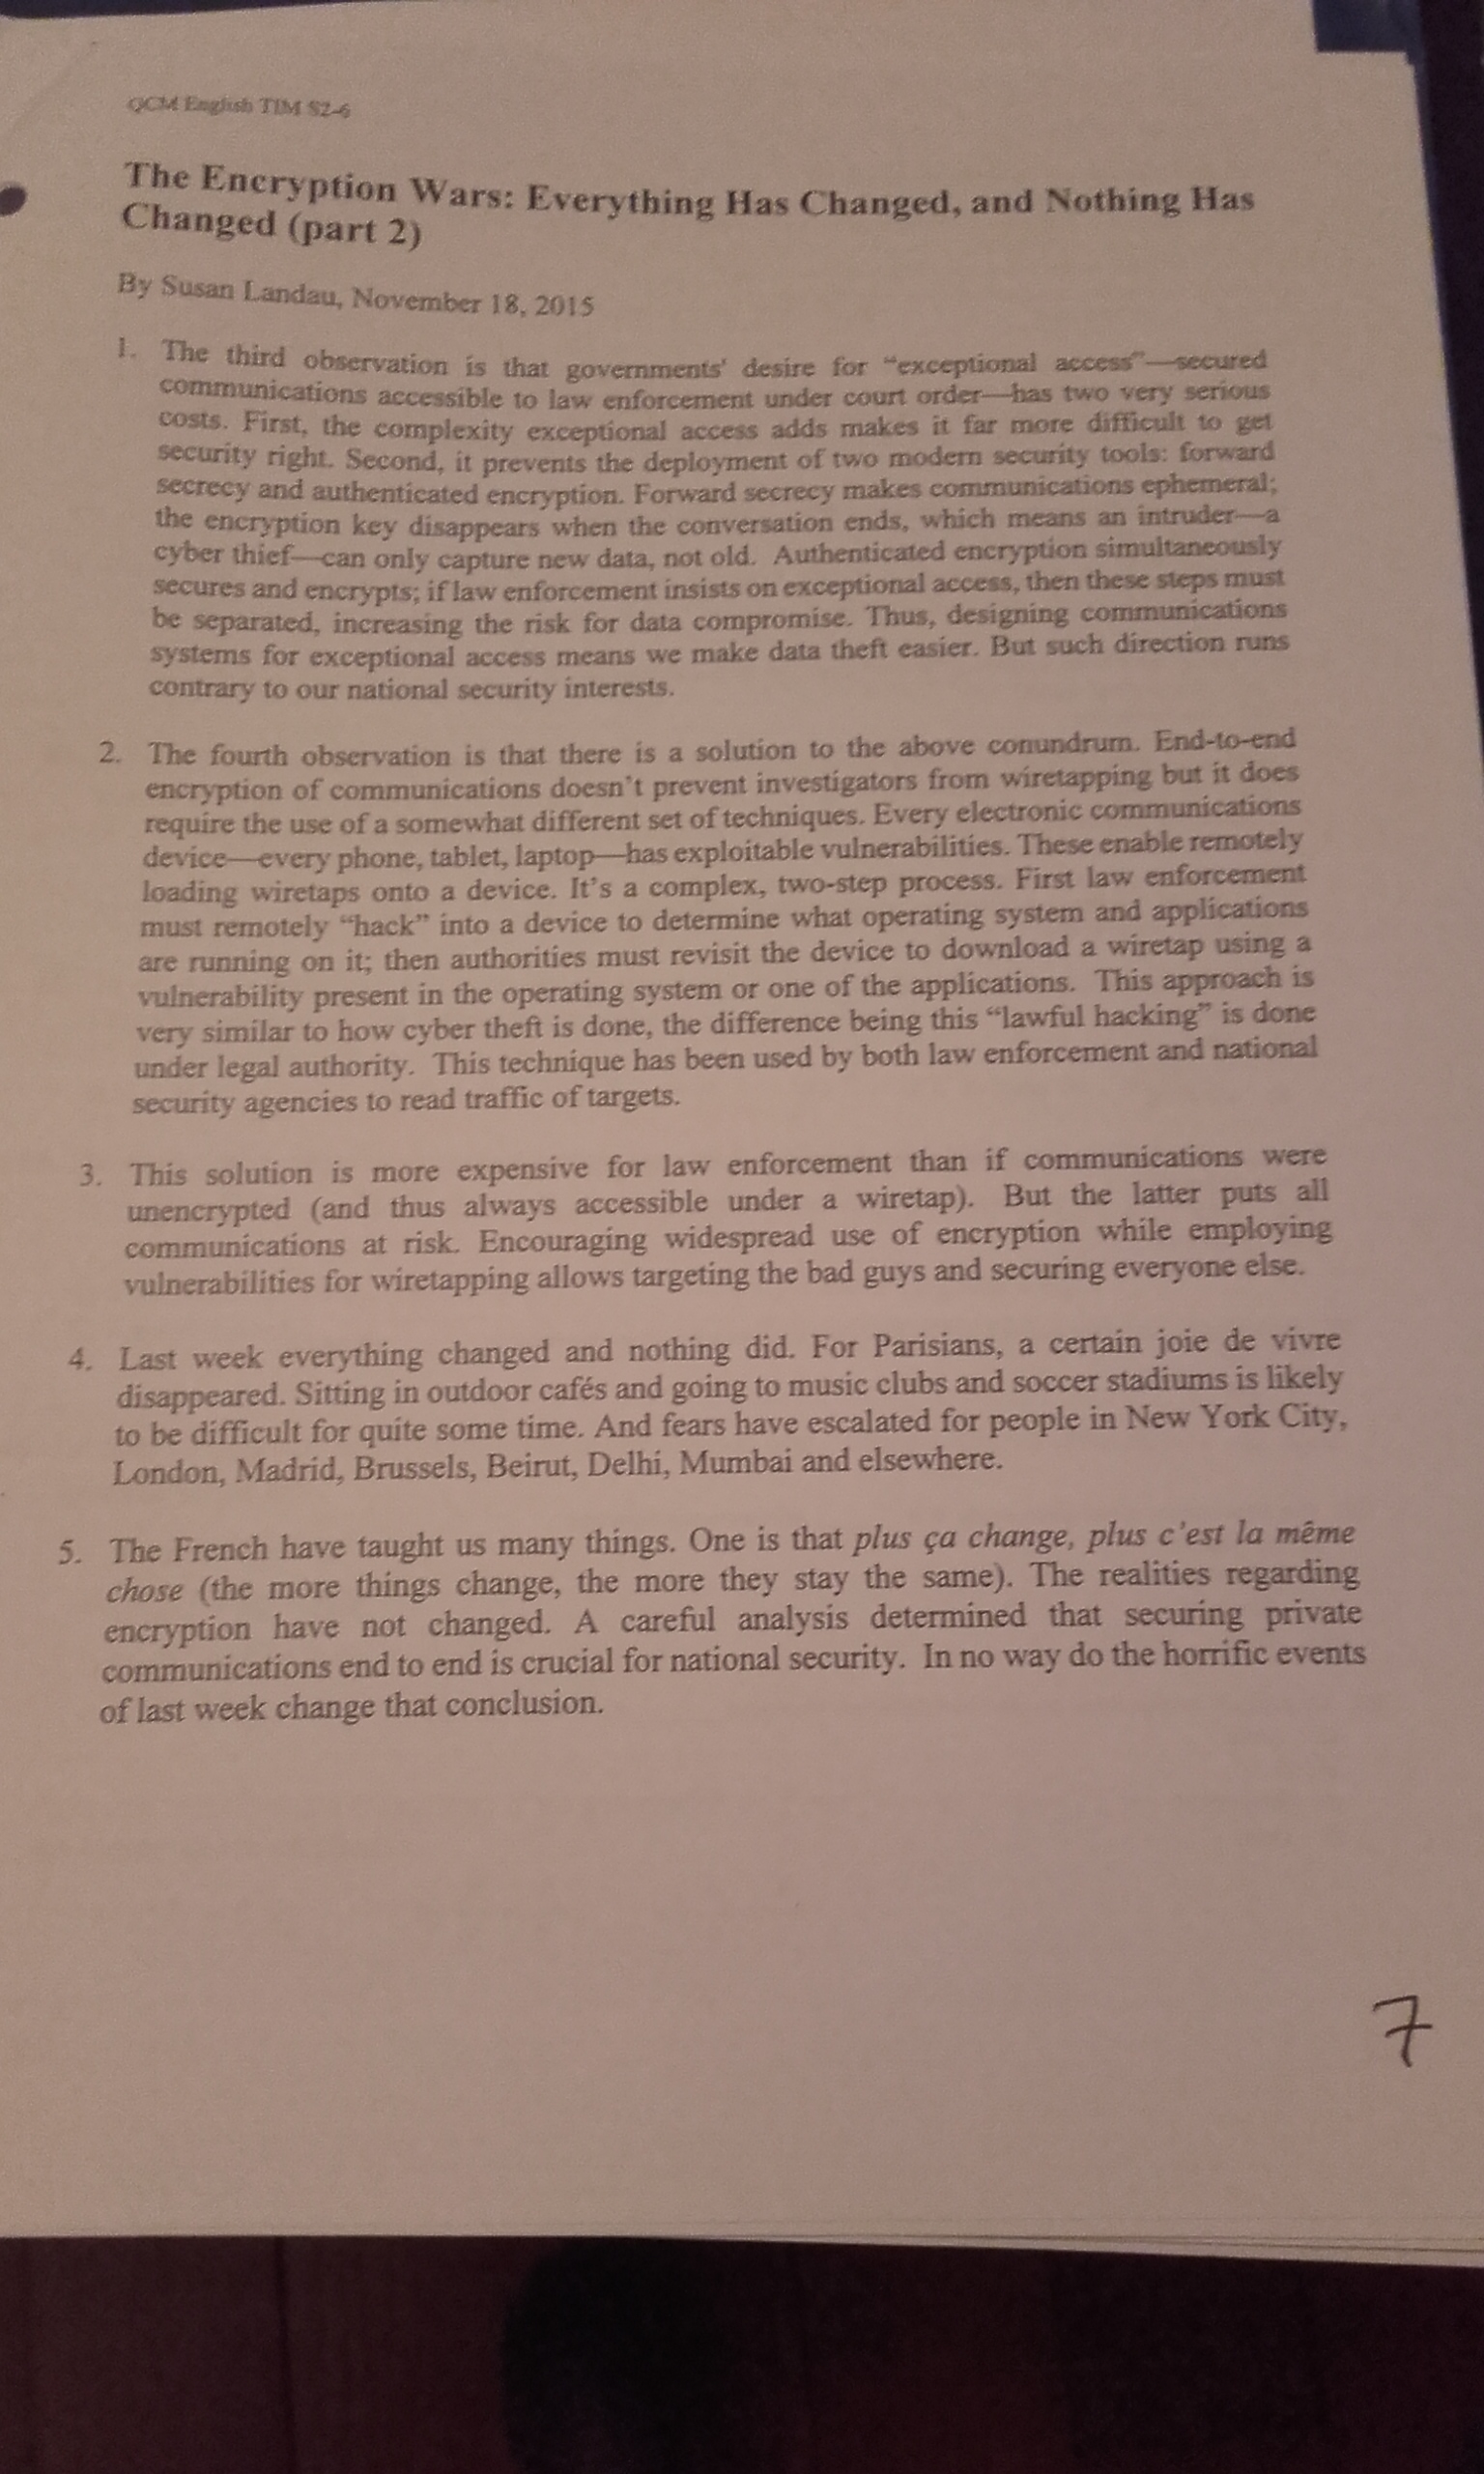 QCM English TIM S2-6
The Encryption Wars: Everything Has Changed, and Nothing Has
Changed (part 2)
By Susan Landau, November 18, 2015
1. The third observation is that governments' desire for “exceptional access”—secured
communications accessible to law enforcement under court order—has two very serious
costs. First, the complexity exceptional access adds makes it far more difficult to get
security right. Second, it prevents the deployment of two modern security tools: forward
secrecy and authenticated encryption. Forward secrecy makes communications ephemeral;
the encryption key disappears when the conversation ends, which means an intruder—a
cyber thief—can only capture new data, not old. Authenticated encryption simultaneously
secures and encrypts; if law enforcement insists on exceptional access, then these steps must
be separated, increasing the risk for data compromise. Thus, designing communications
systems for exceptional access means we make data theft easier. But such direction runs
contrary to our national security interests.
2. The fourth observation is that there is a solution to the above conundrum. End-to-end
encryption of communications doesn’t prevent investigators from wiretapping but it does
require the use of a somewhat different set of techniques. Every electronic communications
device—every phone, tablet, laptop—has exploitable vulnerabilities. These enable remotely
loading wiretaps onto a device. It’s a complex, two-step process. First law enforcement
must remotely “hack” into a device to determine what operating system and applications
are running on it; then authorities must revisit the device to download a wiretap using a
vulnerability present in the operating system or one of the applications. This approach is
very similar to how cyber theft is done, the difference being this “lawful hacking” is done
under legal authority. This technique has been used by both law enforcement and national
security agencies to read traffic of targets.
3. This solution is more expensive for law enforcement than if communications were
unencrypted (and thus always accessible under a wiretap). But the latter puts all
communications at risk. Encouraging widespread use of encryption while employing
vulnerabilities for wiretapping allows targeting the bad guys and securing everyone else.
4. Last week everything changed and nothing did. For Parisians, a certain joie de vivre
disappeared. Sitting in outdoor cafés and going to music clubs and soccer stadiums is likely
to be difficult for quite some time. And fears have escalated for people in New York City,
London, Madrid, Brussels, Beirut, Delhi, Mumbai and elsewhere.
5. The French have taught us many things. One is that plus ça change, plus c’est la même
chose (the more things change, the more they stay the same). The realities regarding
encryption have not changed. A careful analysis determined that securing private
communications end to end is crucial for national security. In no way do the horrific events
of last week change that conclusion.
7